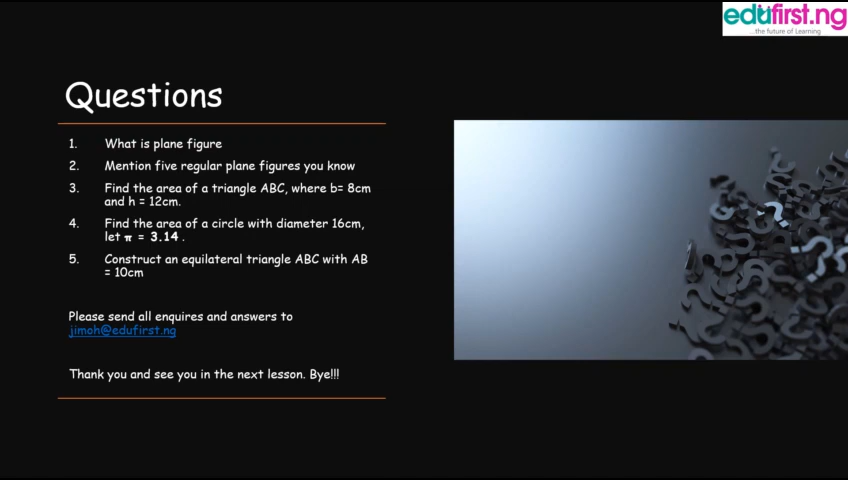 edufirst.ng
...the future of Learning
Questions
1. What is plane figure
2. Mention five regular plane figures you know
3. Find the area of a triangle ABC, where b= 8cm
and h = 12cm.
4. Find the area of a circle with diameter 16cm,
let π = 3.14 .
5. Construct an equilateral triangle ABC with AB
= 10cm
Please send all enquires and answers to
jimoh@edufirst.ng
Thank you and see you in the next lesson. Bye!!!